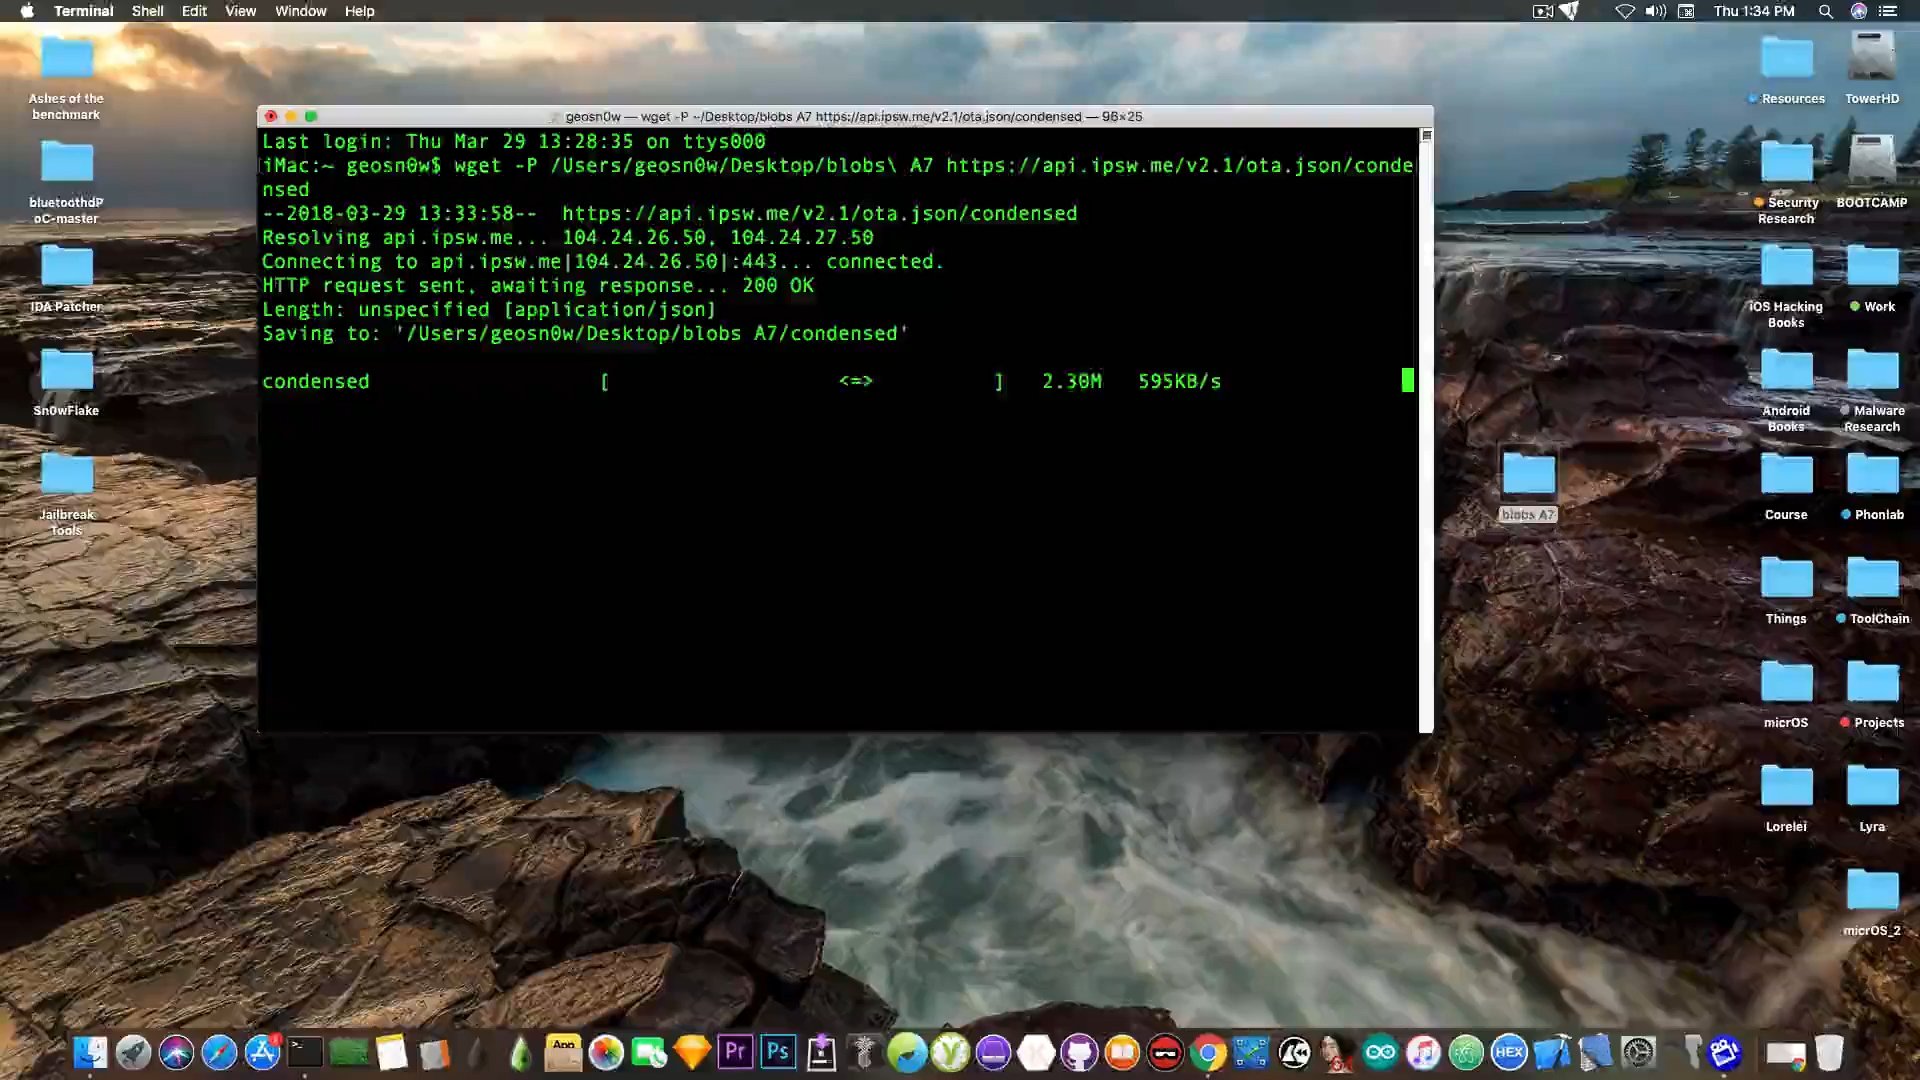 Terminal Shell Edit View Window Help
Thu 1:34 PM
geosn0w — wget -P ~/Desktop/blobs A7 https://api.ipsw.me/v2.1/ota.json/condensed — 96×25
Last login: Thu Mar 29 13:28:35 on ttys000
[iMac:~ geosn0w$ wget -P /Users/geosn0w/Desktop/blobs\ A7 https://api.ipsw.me/v2.1/ota.json/conde
nsed
--2018-03-29 13:33:58-- https://api.ipsw.me/v2.1/ota.json/condensed
Resolving api.ipsw.me... 104.24.26.50, 104.24.27.50
Connecting to api.ipsw.me|104.24.26.50|:443... connected.
HTTP request sent, awaiting response... 200 OK
Length: unspecified [application/json]
Saving to: '/Users/geosn0w/Desktop/blobs A7/condensed'
condensed [ <=> ] 2.30M 595KB/s
Ashes of the
benchmark
bluetoothdP
oC-master
IDA Patcher
Sn0wFlake
Jailbreak
Tools
blobs A7
Resources
TowerHD
Security
Research
BOOTCAMP
iOS Hacking
Books
Work
Android
Books
Malware
Research
Course
Phonlab
Things
ToolChain
micrOS
Projects
Lorelei
Lyra
micrOS_2
App
Pr
Ps
HEX